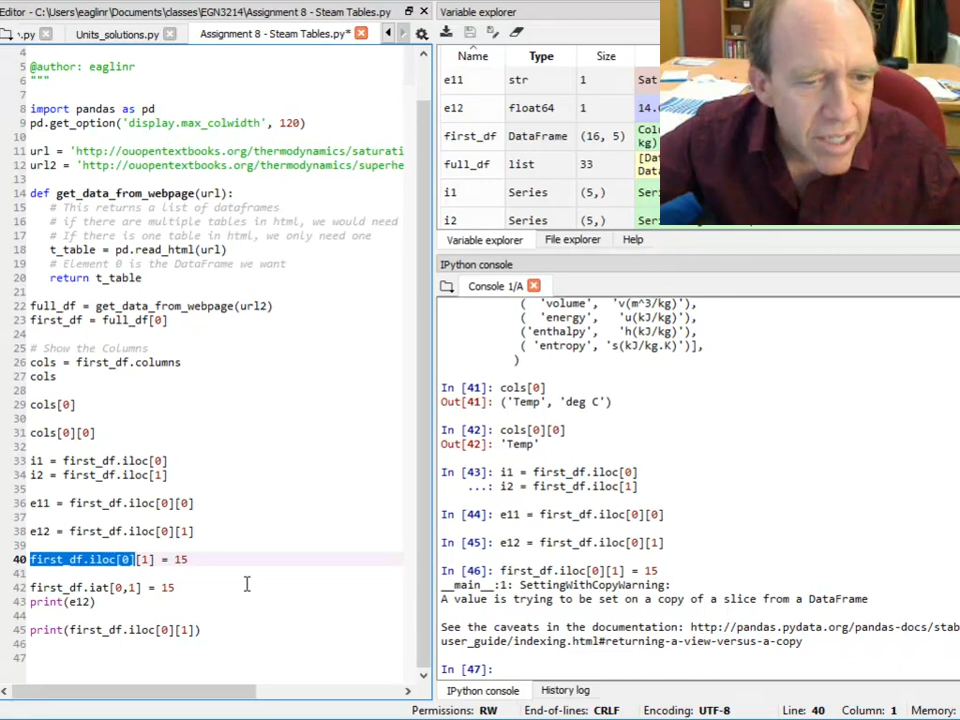 Editor - C:\Users\eaglinr\Documents\classes\EGN3214\Assignment 8 - Steam Tables.py
.py
Units_solutions.py
Assignment 8 - Steam Tables.py*
4
5 @author: eaglinr
6 """
7
8 import pandas as pd
9 pd.get_option('display.max_colwidth', 120)
10
11 url = 'http://ouopentextbooks.org/thermodynamics/saturati
12 url2 = 'http://ouopentextbooks.org/thermodynamics/superhe
13
14 def get_data_from_webpage(url):
15 # This returns a list of dataframes
16 # if there are multiple tables in html, we would need
17 # If there is one table in html, we only need one
18 t_table = pd.read_html(url)
19 # Element 0 is the DataFrame we want
20 return t_table
21
22 full_df = get_data_from_webpage(url2)
23 first_df = full_df[0]
24
25 # Show the Columns
26 cols = first_df.columns
27 cols
28
29 cols[0]
30
31 cols[0][0]
32
33 i1 = first_df.iloc[0]
34 i2 = first_df.iloc[1]
35
36 e11 = first_df.iloc[0][0]
37
38 e12 = first_df.iloc[0][1]
39
40 first_df.iloc[0][1] = 15
41
42 first_df.iat[0,1] = 15
43 print(e12)
44
45 print(first_df.iloc[0][1])
46
47
Variable explorer
Name Type Size
e11 str 1 Sat
e12 float64 1 14.
first_df DataFrame (16, 5) Col
kg)
full_df list 33 [Da
Data
i1 Series (5,) Ser
i2 Series (5,) Ser
Variable explorer File explorer Help
IPython console
Console 1/A
( 'volume', 'v(m^3/kg)'),
( 'energy', 'u(kJ/kg)'),
('enthalpy', 'h(kJ/kg)'),
( 'entropy', 's(kJ/kg.K)')],
)
In [41]: cols[0]
Out[41]: ('Temp', 'deg C')
In [42]: cols[0][0]
Out[42]: 'Temp'
In [43]: i1 = first_df.iloc[0]
...: i2 = first_df.iloc[1]
In [44]: e11 = first_df.iloc[0][0]
In [45]: e12 = first_df.iloc[0][1]
In [46]: first_df.iloc[0][1] = 15
__main__:1: SettingWithCopyWarning:
A value is trying to be set on a copy of a slice from a DataFrame
See the caveats in the documentation: http://pandas.pydata.org/pandas-docs/stab
user_guide/indexing.html#returning-a-view-versus-a-copy
In [47]:
IPython console History log
Permissions: RW End-of-lines: CRLF Encoding: UTF-8 Line: 40 Column: 1 Memory: